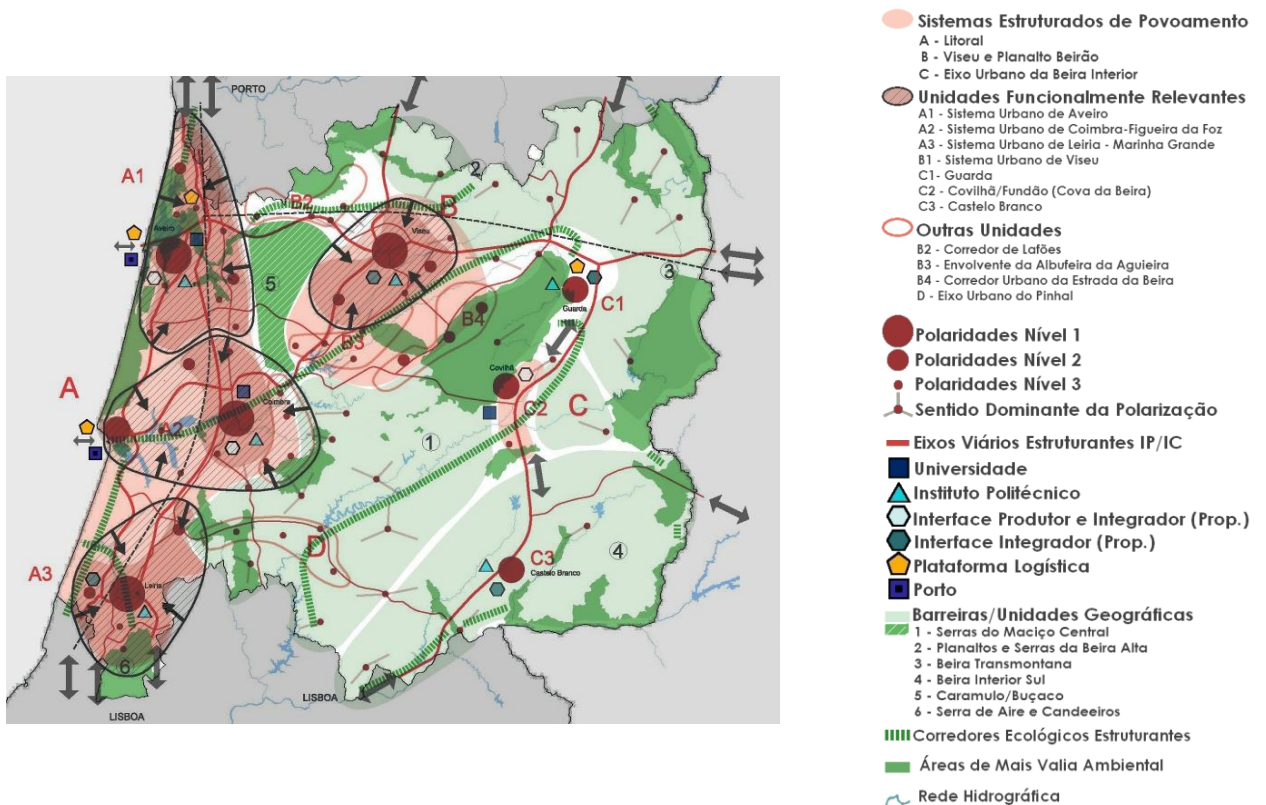 PORTO
A1
2
B2
B
Aveiro
Viseu
5
3
C1
Guarda
B4
B3
Covilhã
A
C2
C
A2
Coimbra
1
D
C3
Castelo Branco
4
A3
Leiria
6
LISBOA
LISBOA
Sistemas Estruturados de Povoamento
A - Litoral
B - Viseu e Planalto Beirão
C - Eixo Urbano da Beira Interior
Unidades Funcionalmente Relevantes
A1 - Sistema Urbano de Aveiro
A2 - Sistema Urbano de Coimbra-Figueira da Foz
A3 - Sistema Urbano de Leiria - Marinha Grande
B1 - Sistema Urbano de Viseu
C1 - Guarda
C2 - Covilhã/Fundão (Cova da Beira)
C3 - Castelo Branco
Outras Unidades
B2 - Corredor de Lafões
B3 - Envolvente da Albufeira da Aguieira
B4 - Corredor Urbano da Estrada da Beira
D - Eixo Urbano do Pinhal
Polaridades Nível 1
Polaridades Nível 2
Polaridades Nível 3
Sentido Dominante da Polarização
Eixos Viários Estruturantes IP/IC
Universidade
Instituto Politécnico
Interface Produtor e Integrador (Prop.)
Interface Integrador (Prop.)
Plataforma Logística
Porto
Barreiras/Unidades Geográficas
1 - Serras do Maciço Central
2 - Planaltos e Serras da Beira Alta
3 - Beira Transmontana
4 - Beira Interior Sul
5 - Caramulo/Buçaco
6 - Serra de Aire e Candeeiros
Corredores Ecológicos Estruturantes
Áreas de Mais Valia Ambiental
Rede Hidrográfica